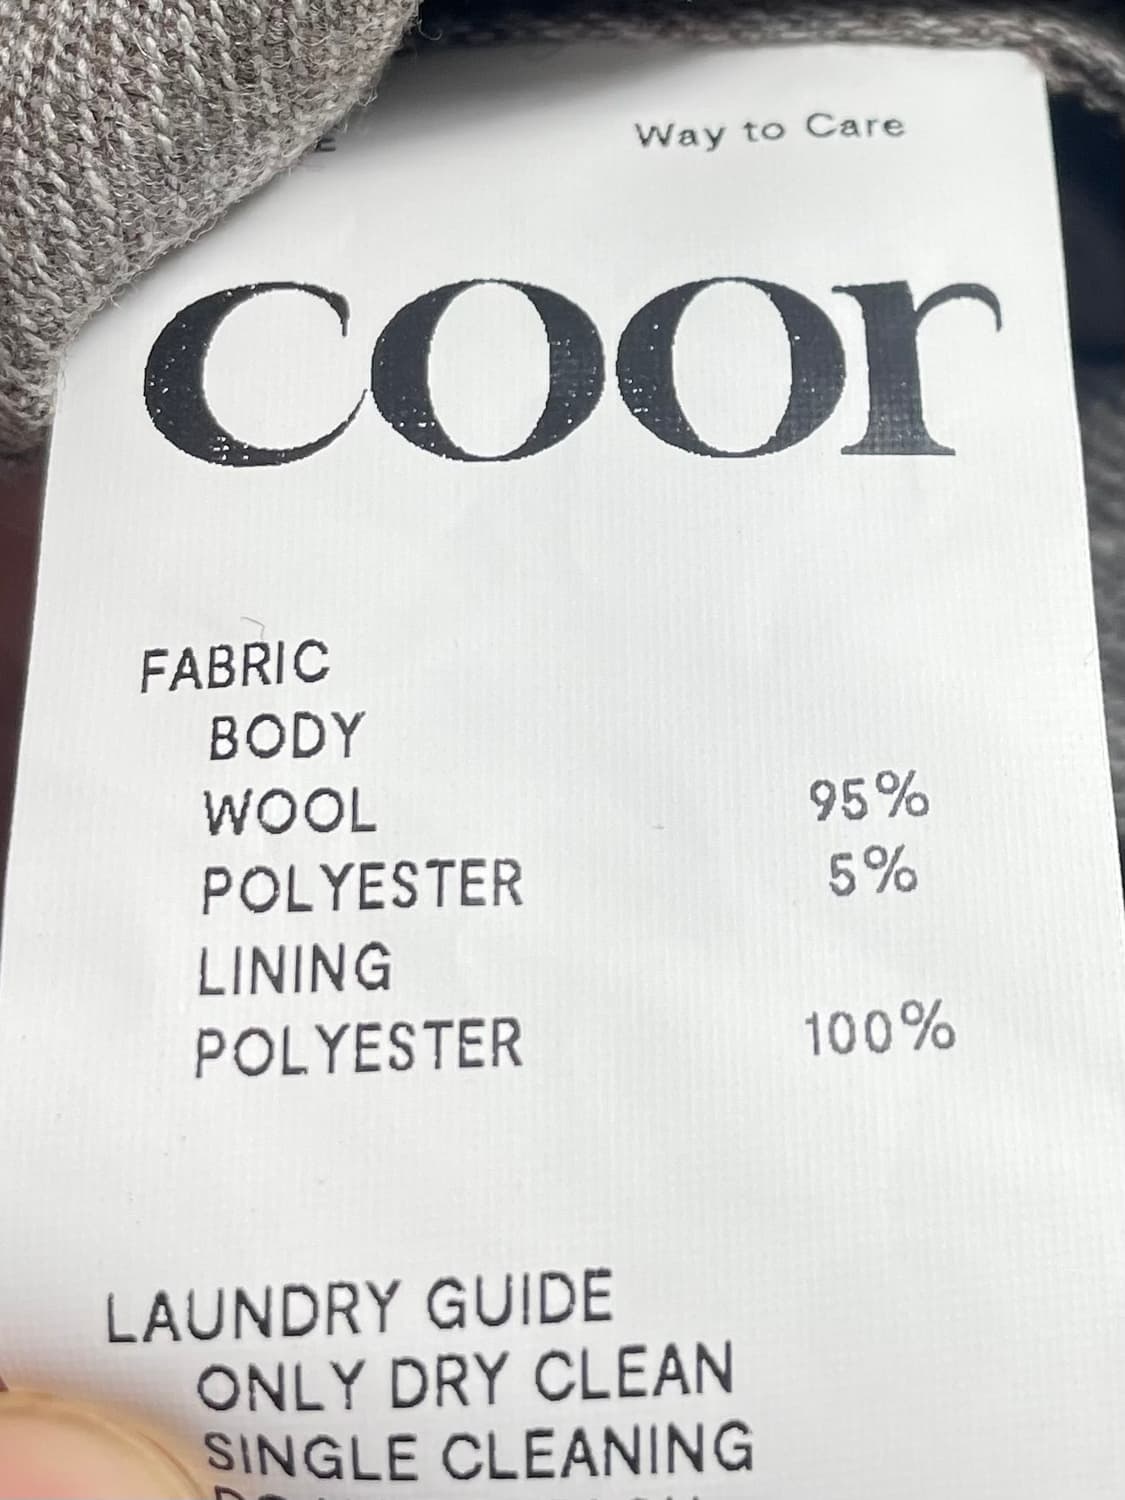 Way to Care
coor
FABRIC
BODY
WOOL 95%
POLYESTER 5%
LINING
POLYESTER 100%
LAUNDRY GUIDE
ONLY DRY CLEAN
SINGLE CLEANING